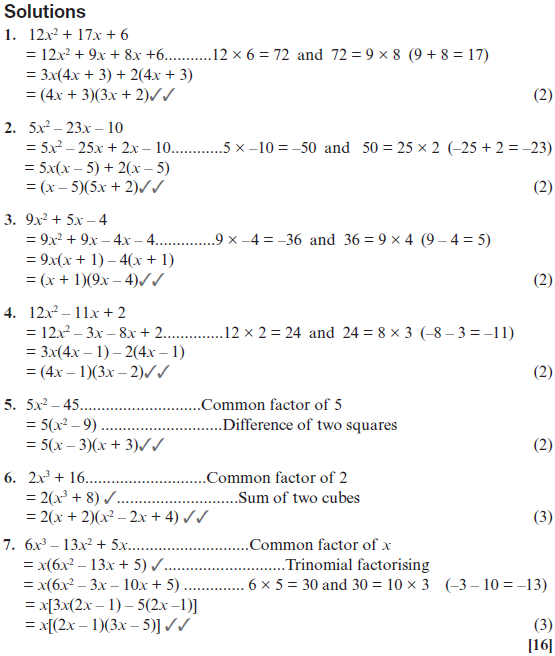 Solutions
1. 12x² + 17x + 6
= 12x² + 9x + 8x +6...........12 × 6 = 72 and 72 = 9 × 8 (9 + 8 = 17)
= 3x(4x + 3) + 2(4x + 3)
= (4x + 3)(3x + 2)✓✓ (2)
2. 5x² – 23x – 10
= 5x² – 25x + 2x – 10............5 × –10 = –50 and 50 = 25 × 2 (–25 + 2 = –23)
= 5x(x – 5) + 2(x – 5)
= (x – 5)(5x + 2)✓✓ (2)
3. 9x² + 5x – 4
= 9x² + 9x – 4x – 4..............9 × –4 = –36 and 36 = 9 × 4 (9 – 4 = 5)
= 9x(x + 1) – 4(x + 1)
= (x + 1)(9x – 4)✓✓ (2)
4. 12x² – 11x + 2
= 12x² – 3x – 8x + 2..............12 × 2 = 24 and 24 = 8 × 3 (–8 – 3 = –11)
= 3x(4x – 1) – 2(4x – 1)
= (4x – 1)(3x – 2)✓✓ (2)
5. 5x² – 45............................Common factor of 5
= 5(x² – 9) ............................Difference of two squares
= 5(x – 3)(x + 3)✓✓ (2)
6. 2x³ + 16............................Common factor of 2
= 2(x³ + 8) ✓............................Sum of two cubes
= 2(x + 2)(x² – 2x + 4) ✓✓ (3)
7. 6x³ – 13x² + 5x............................Common factor of x
= x(6x² – 13x + 5) ✓............................Trinomial factorising
= x(6x² – 3x – 10x + 5) .............. 6 × 5 = 30 and 30 = 10 × 3 (–3 – 10 = –13)
= x[3x(2x – 1) – 5(2x –1)]
= x[(2x – 1)(3x – 5)] ✓✓ (3)
[16]